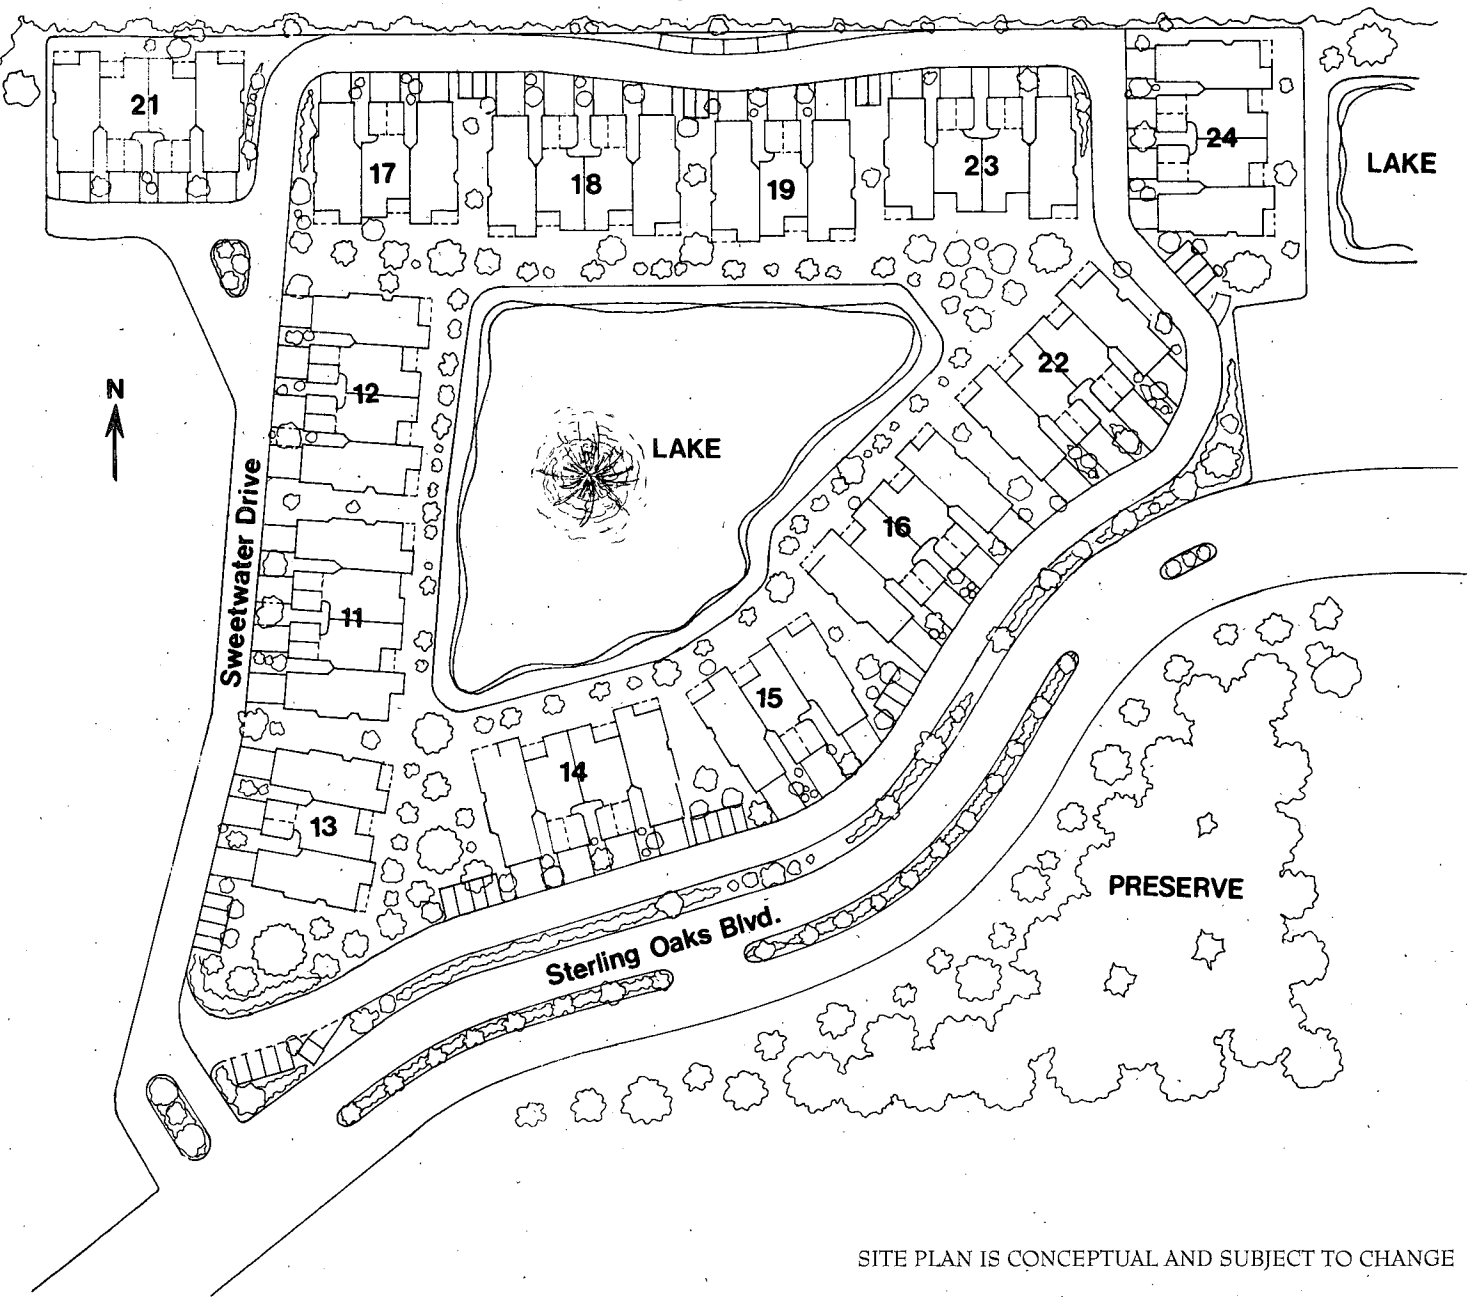 21
17
18
19
23
24
LAKE
22
N
12
LAKE
16
Sweetwater Drive
11
15
14
13
PRESERVE
Sterling Oaks Blvd.
SITE PLAN IS CONCEPTUAL AND SUBJECT TO CHANGE